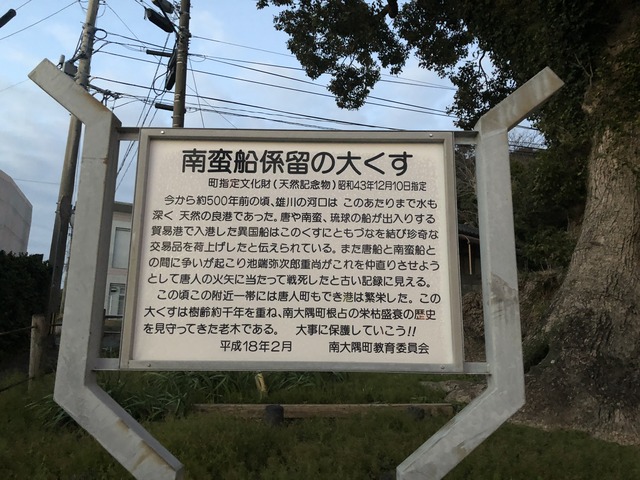 南蛮船係留の大くす
町指定文化財(天然記念物)昭和43年12月10日指定
今から約500年前の頃、雄川の河口は このあたりまで水も
深く 天然の良港であった。唐や南蛮、琉球の船が出入りする
貿易港で入港した異国船はこのくすにともづなを結び珍奇な
交易品を荷上げしたと伝えられている。また唐船と南蛮船と
の間に争いが起こり池端弥次郎重尚がこれを仲直りさせよう
として唐人の火矢に当たって戦死したと古い記録に見える。
この頃この附近一帯には唐人町もでき港は繁栄した。この
大くすは樹齢約千年を重ね、南大隅町根占の栄枯盛衰の歴史
を見守ってきた老木である。 大事に保護していこう!!
平成18年2月 南大隅町教育委員会